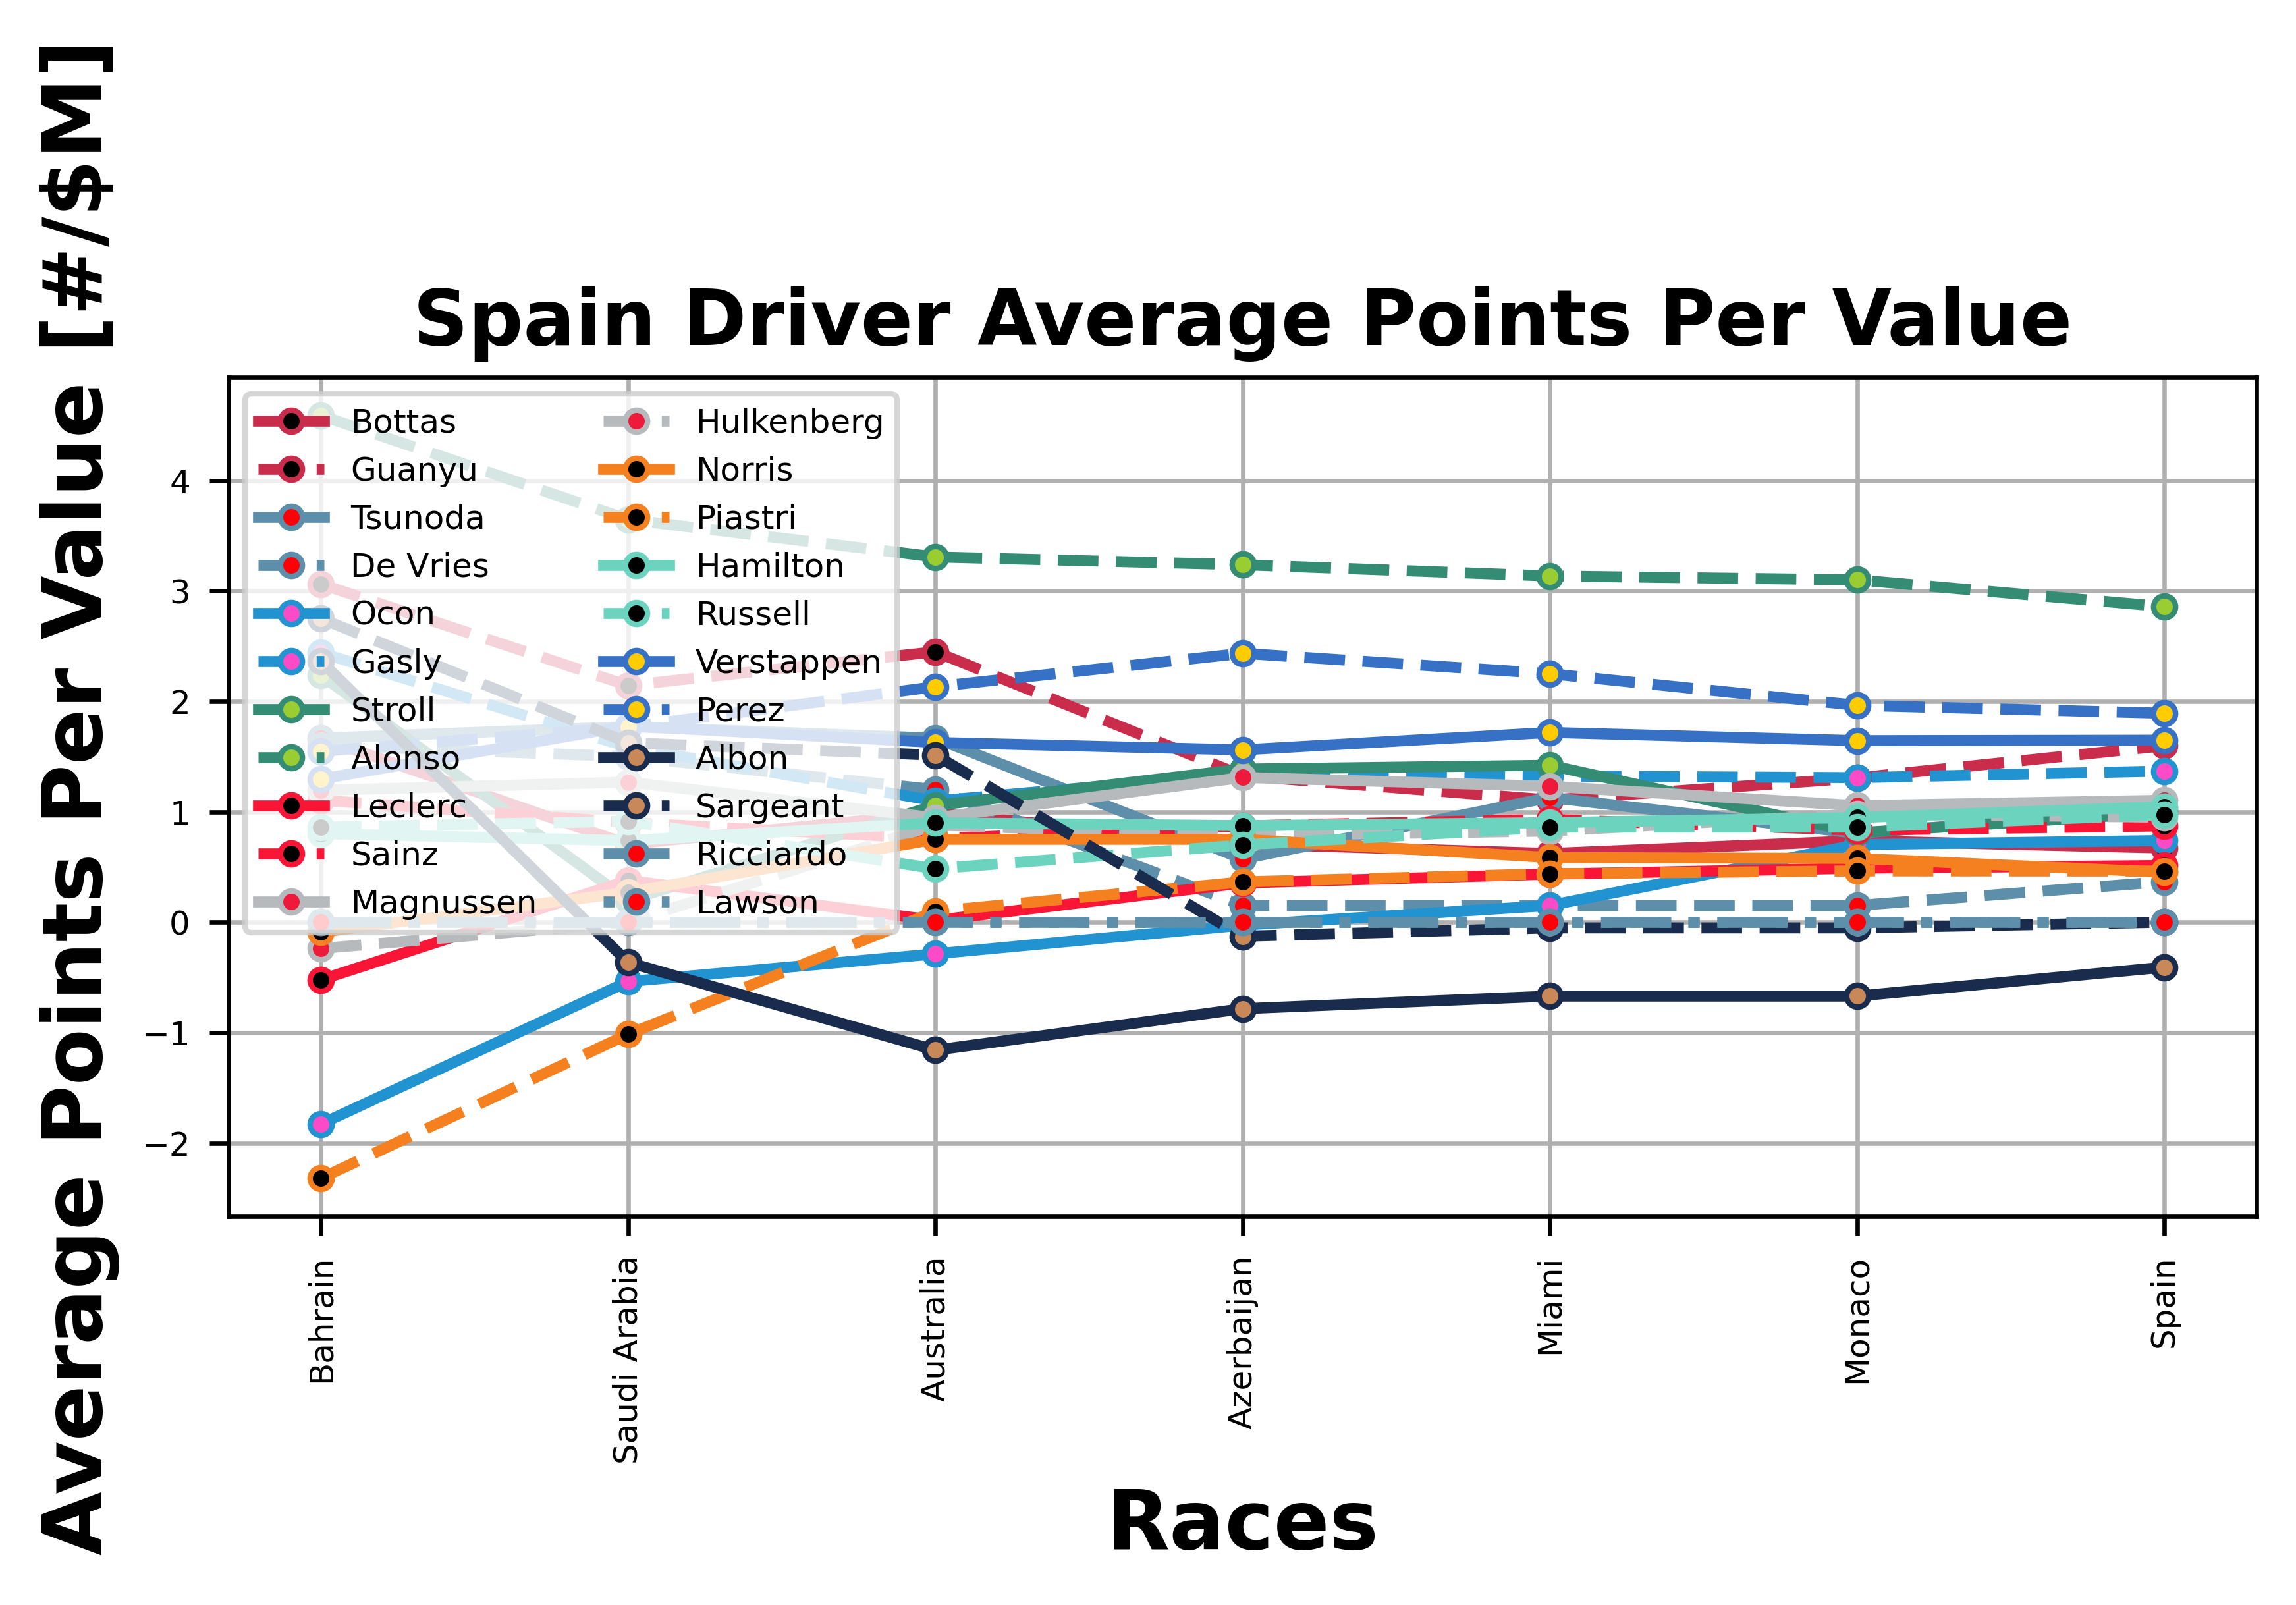 Spain Driver Average Points Per Value
Average Points Per Value [#/$M]
4
3
2
1
0
−1
−2
Bottas
Guanyu
Tsunoda
De Vries
Ocon
Gasly
Stroll
Alonso
Leclerc
Sainz
Magnussen
Hulkenberg
Norris
Piastri
Hamilton
Russell
Verstappen
Perez
Albon
Sargeant
Ricciardo
Lawson
Bahrain
Saudi Arabia
Australia
Azerbaijan
Miami
Monaco
Spain
Races